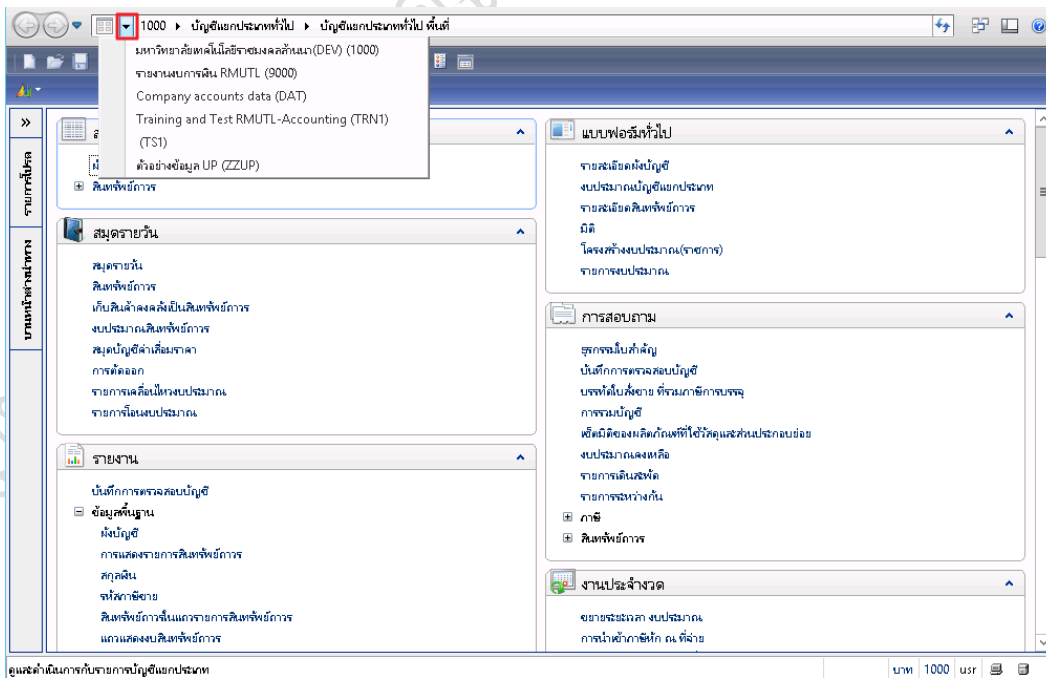 1000 ▸ บัญชีแยกประเภททั่วไป ▸ บัญชีแยกประเภททั่วไป พื้นที่
มหาวิทยาลัยเทคโนโลยีราชมงคลล้านนา(DEV) (1000)
รายงานงบการเงิน RMUTL (9000)
Company accounts data (DAT)
Training and Test RMUTL-Accounting (TRN1)
(TS1)
ตัวอย่างข้อมูล UP (ZZUP)
รายการโปรด
บานหน้าต่างนำทาง
สินทรัพย์ถาวร
สมุดรายวัน
สมุดรายวัน
สินทรัพย์ถาวร
เก็บสินค้าคงคลังเป็นสินทรัพย์ถาวร
งบประมาณสินทรัพย์ถาวร
สมุดบัญชีค่าเสื่อมราคา
การตัดออก
รายการเคลื่อนไหวงบประมาณ
รายการโอนงบประมาณ
รายงาน
บันทึกการตรวจสอบบัญชี
ข้อมูลพื้นฐาน
ผังบัญชี
การแสดงรายการสินทรัพย์ถาวร
สกุลเงิน
รหัสภาษีขาย
สินทรัพย์ถาวรในแถวรายการสินทรัพย์ถาวร
แถวแสดงงบสินทรัพย์ถาวร
แบบฟอร์มทั่วไป
รายละเอียดผังบัญชี
งบประมาณบัญชีแยกประเภท
รายละเอียดสินทรัพย์ถาวร
มิติ
โครงสร้างงบประมาณ(ราชการ)
รายการงบประมาณ
การสอบถาม
ธุรกรรมใบสำคัญ
บันทึกการตรวจสอบบัญชี
บรรทัดใบสั่งขาย ที่รวมภาษีการบรรจุ
การรวมบัญชี
เซ็ตมิติของผลิตภัณฑ์ที่ใช้วัสดุและส่วนประกอบย่อย
งบประมาณคงเหลือ
รายการเดินสะพัด
รายการระหว่างกัน
ภาษี
สินทรัพย์ถาวร
งานประจำงวด
ขยายระยะเวลา งบประมาณ
การนำเข้าภาษีหัก ณ ที่จ่าย
ดูและดำเนินการกับรายการบัญชีแยกประเภท
บาท 1000 usr